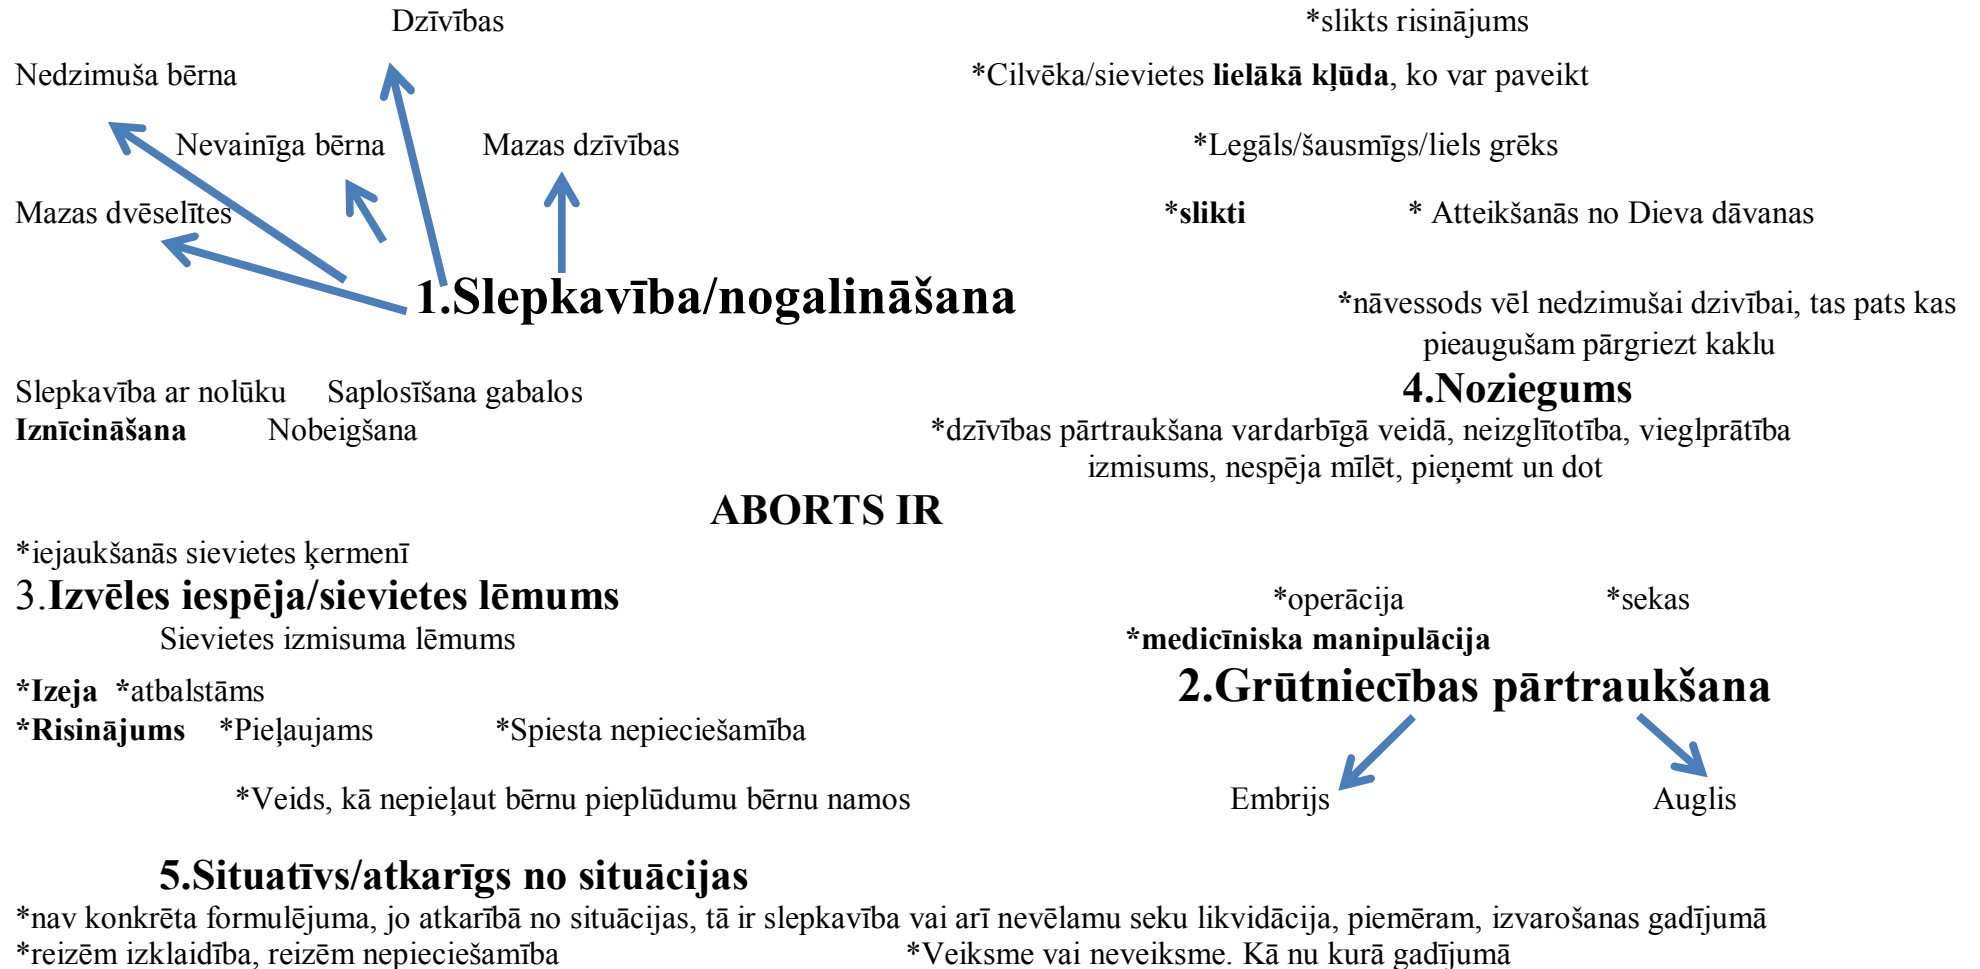 Dzīvības *slikts risinājums
Nedzimuša bērna *Cilvēka/sievietes lielākā kļūda, ko var paveikt
Nevainīga bērna Mazas dzīvības *Legāls/šausmīgs/liels grēks
Mazas dvēselītes *slikti * Atteikšanās no Dieva dāvanas
1.Slepkavība/nogalināšana *nāvessods vēl nedzimušai dzivībai, tas pats kas
pieaugušam pārgriezt kaklu
Slepkavība ar nolūku Saplosīšana gabalos 4.Noziegums
Iznīcināšana Nobeigšana *dzīvības pārtraukšana vardarbīgā veidā, neizglītotība, vieglprātība
izmisums, nespēja mīlēt, pieņemt un dot
ABORTS IR
*iejaukšanās sievietes ķermenī
3.Izvēles iespēja/sievietes lēmums *operācija *sekas
Sievietes izmisuma lēmums *medicīniska manipulācija
*Izeja *atbalstāms 2.Grūtniecības pārtraukšana
*Risinājums *Pieļaujams *Spiesta nepieciešamība
*Veids, kā nepieļaut bērnu pieplūdumu bērnu namos Embrijs Auglis
5.Situatīvs/atkarīgs no situācijas
*nav konkrēta formulējuma, jo atkarībā no situācijas, tā ir slepkavība vai arī nevēlamu seku likvidācija, piemēram, izvarošanas gadījumā
*reizēm izklaidība, reizēm nepieciešamība *Veiksme vai neveiksme. Kā nu kurā gadījumā